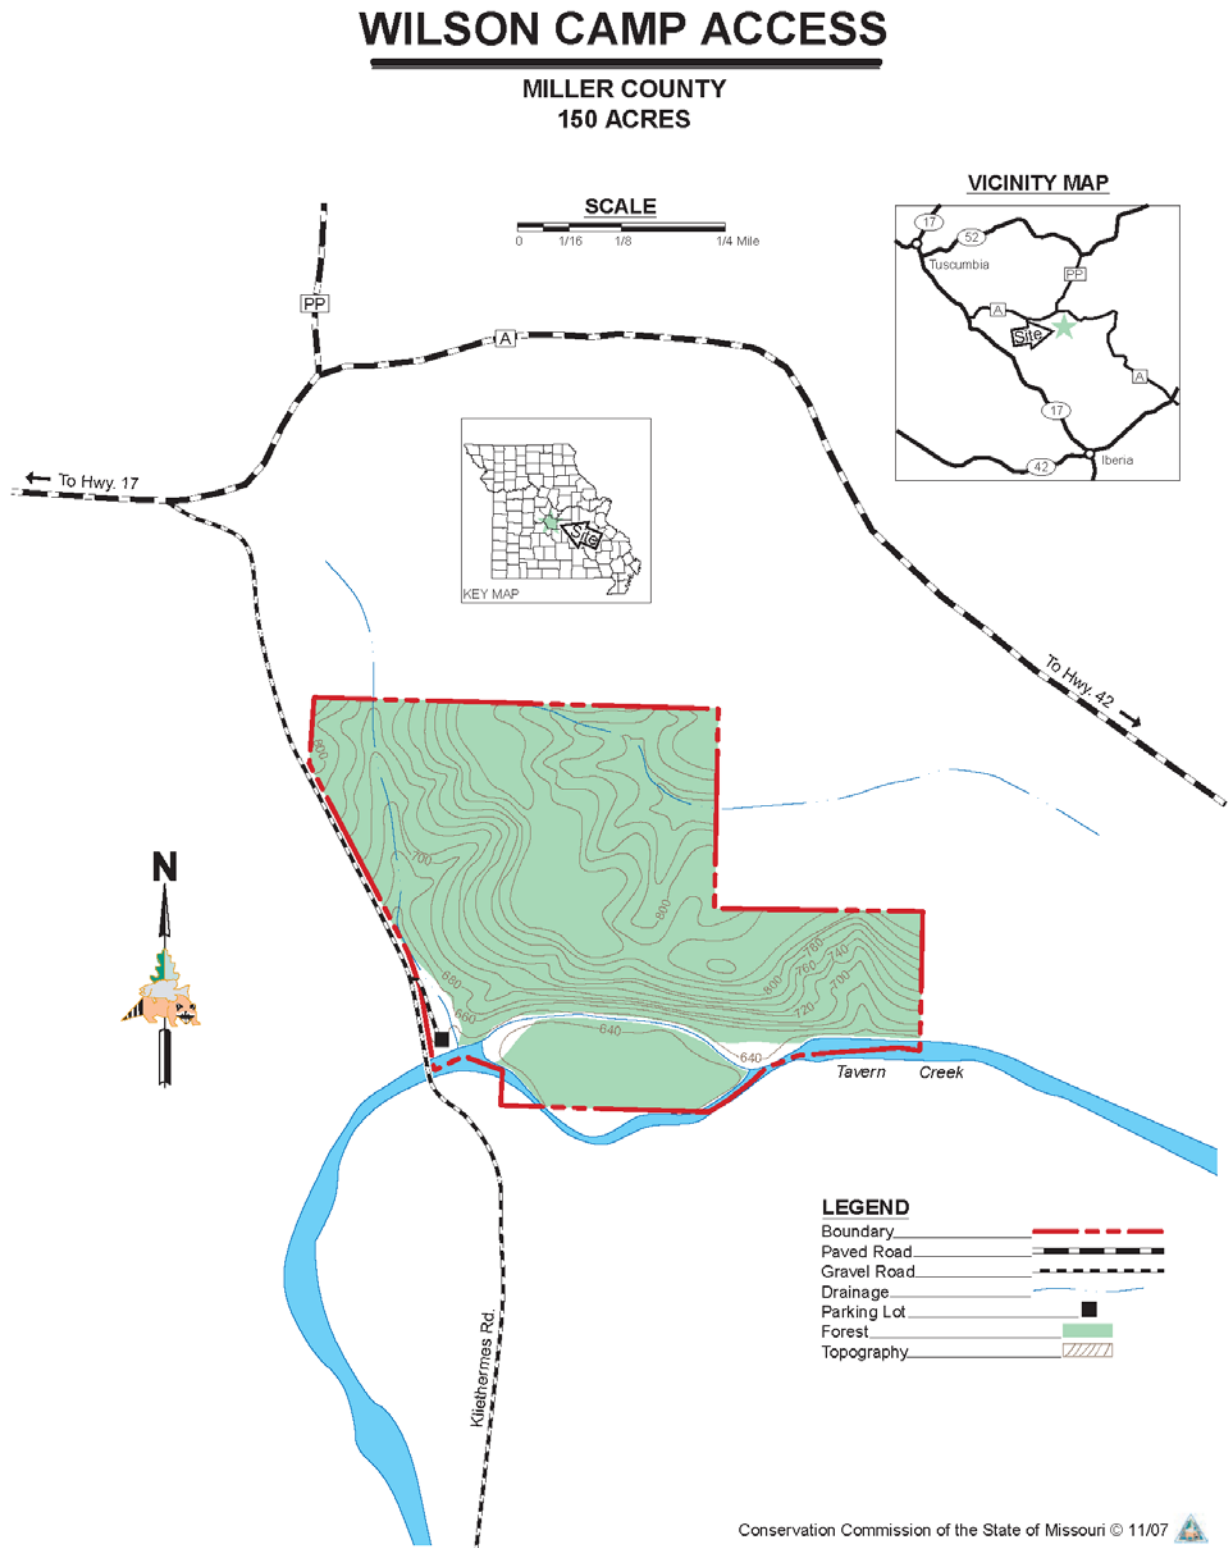 WILSON CAMP ACCESS
MILLER COUNTY
150 ACRES
SCALE
0 1/16 1/8 1/4 Mile
VICINITY MAP
17
52
Tuscumbia
PP
A
Site
A
17
42
Iberia
PP
A
To Hwy. 17
Site
KEY MAP
To Hwy. 42
800
700
800
N
680
660
640
640
800
780
760
740
720
700
Tavern Creek
Kliethermes Rd.
LEGEND
Boundary
Paved Road
Gravel Road
Drainage
Parking Lot
Forest
Topography
Conservation Commission of the State of Missouri © 11/07